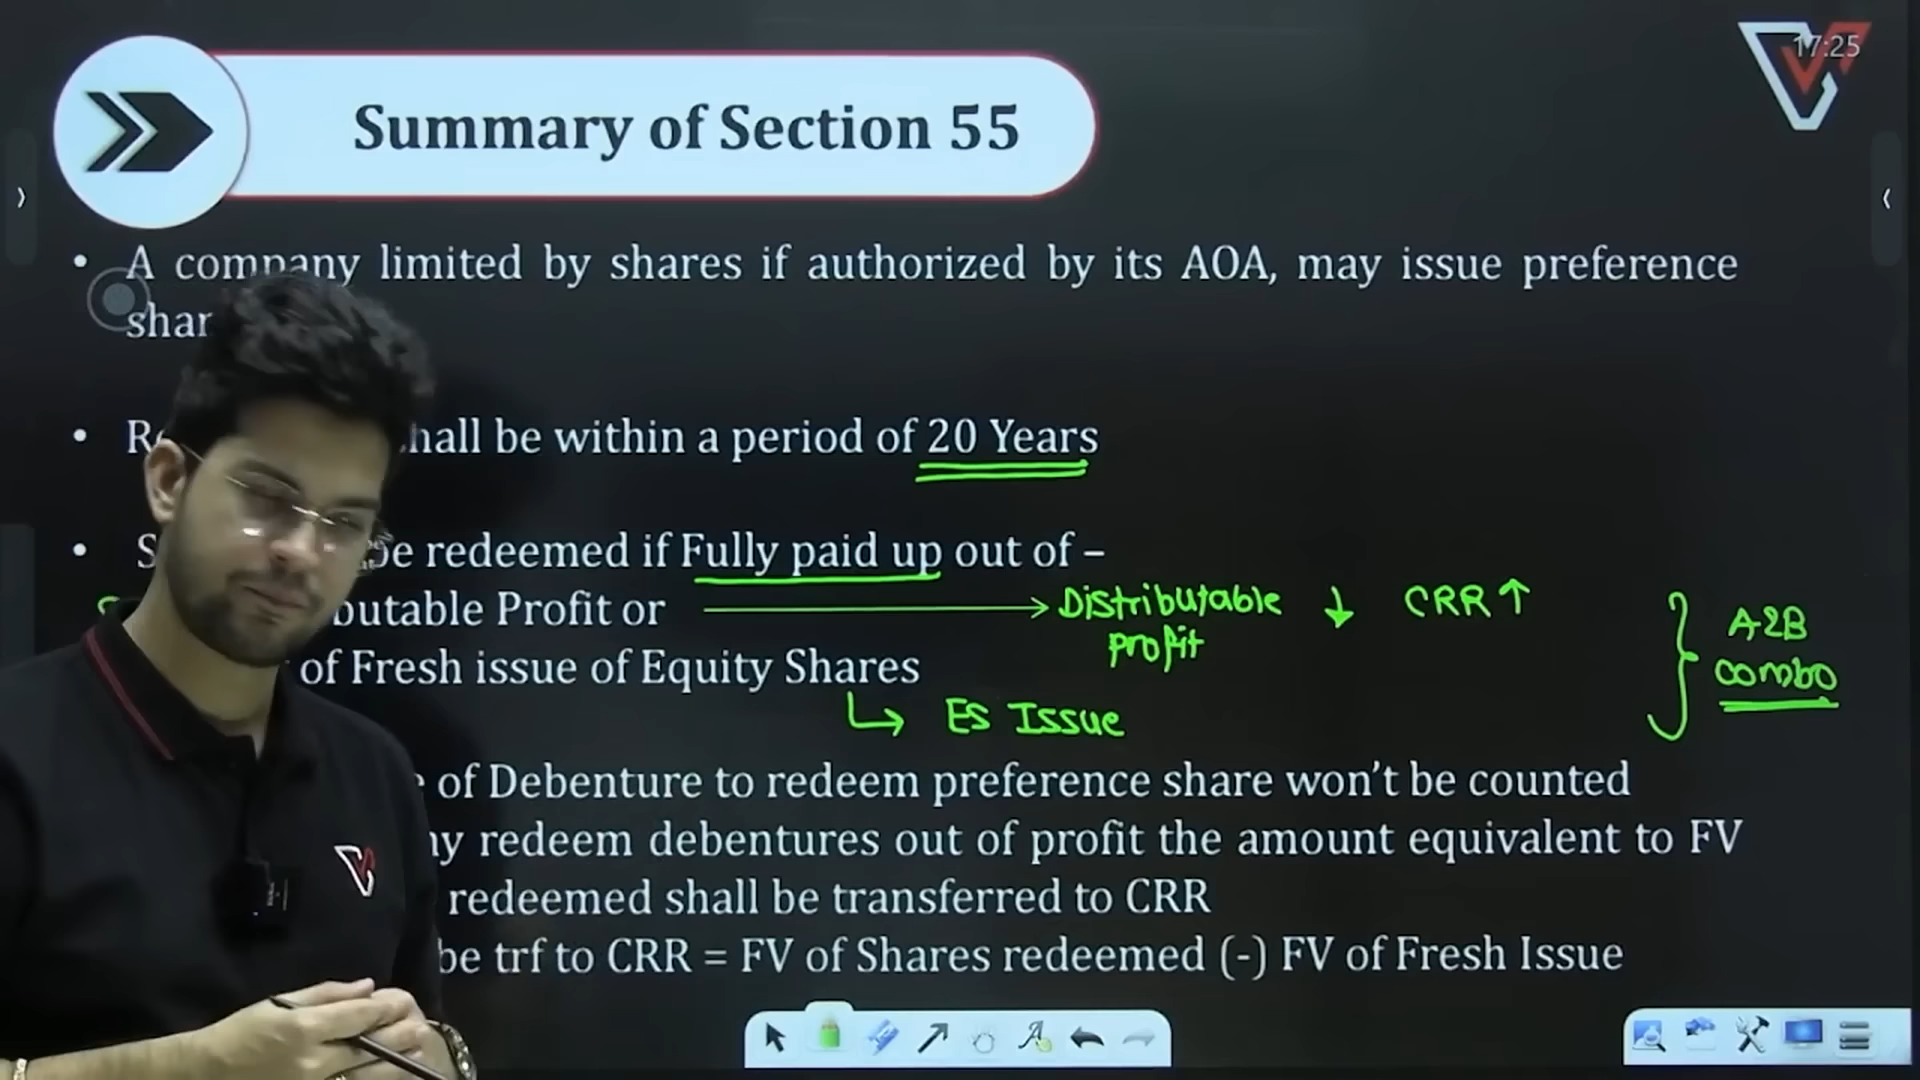 17:25
Summary of Section 55
• A company limited by shares if authorized by its AOA, may issue preference
shar
• hall be within a period of 20 Years
• be redeemed if Fully paid up out of –
butable Profit or → Distributable ↓ CRR ↑
profit
A2B
combo
of Fresh issue of Equity Shares
ES Issue
of Debenture to redeem preference share won't be counted
ny redeem debentures out of profit the amount equivalent to FV
redeemed shall be transferred to CRR
be trf to CRR = FV of Shares redeemed (-) FV of Fresh Issue